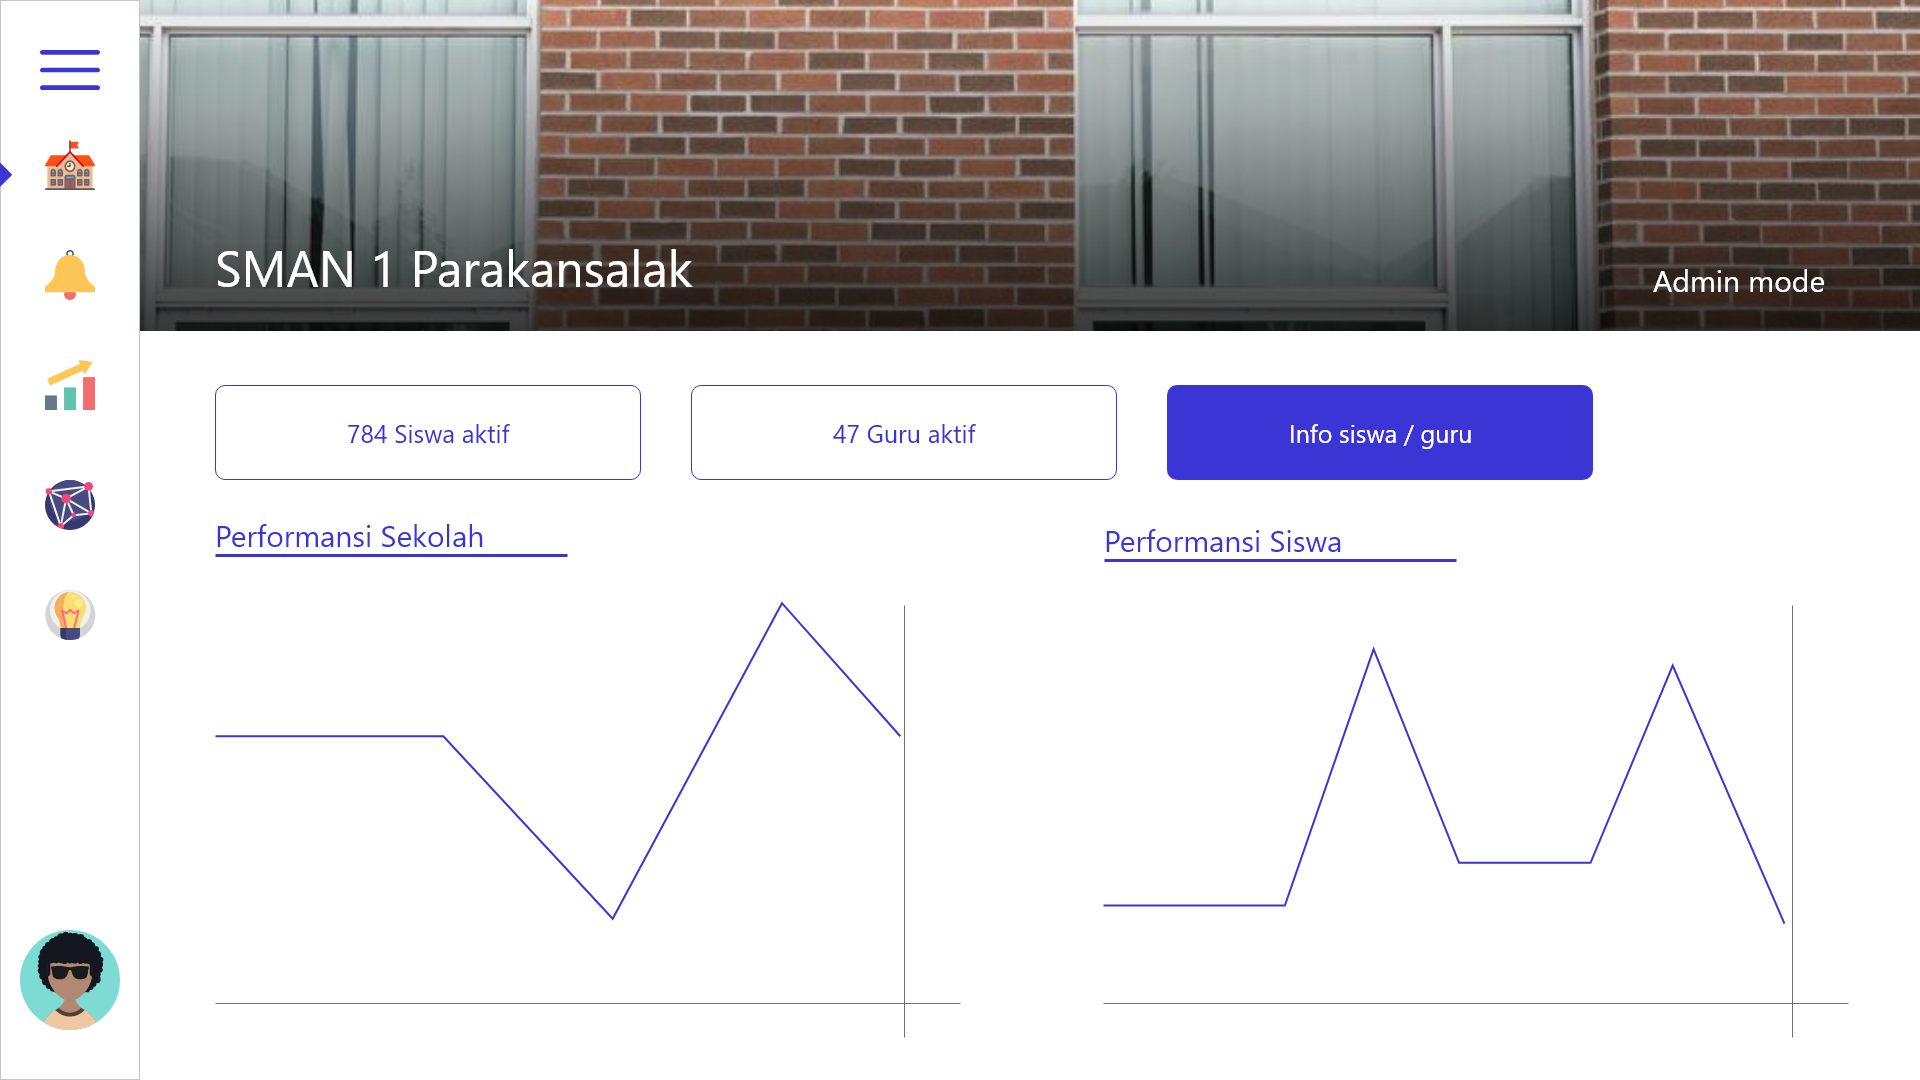 SMAN 1 Parakansalak
Admin mode
784 Siswa aktif
47 Guru aktif
Info siswa / guru
Performansi Sekolah
Performansi Siswa